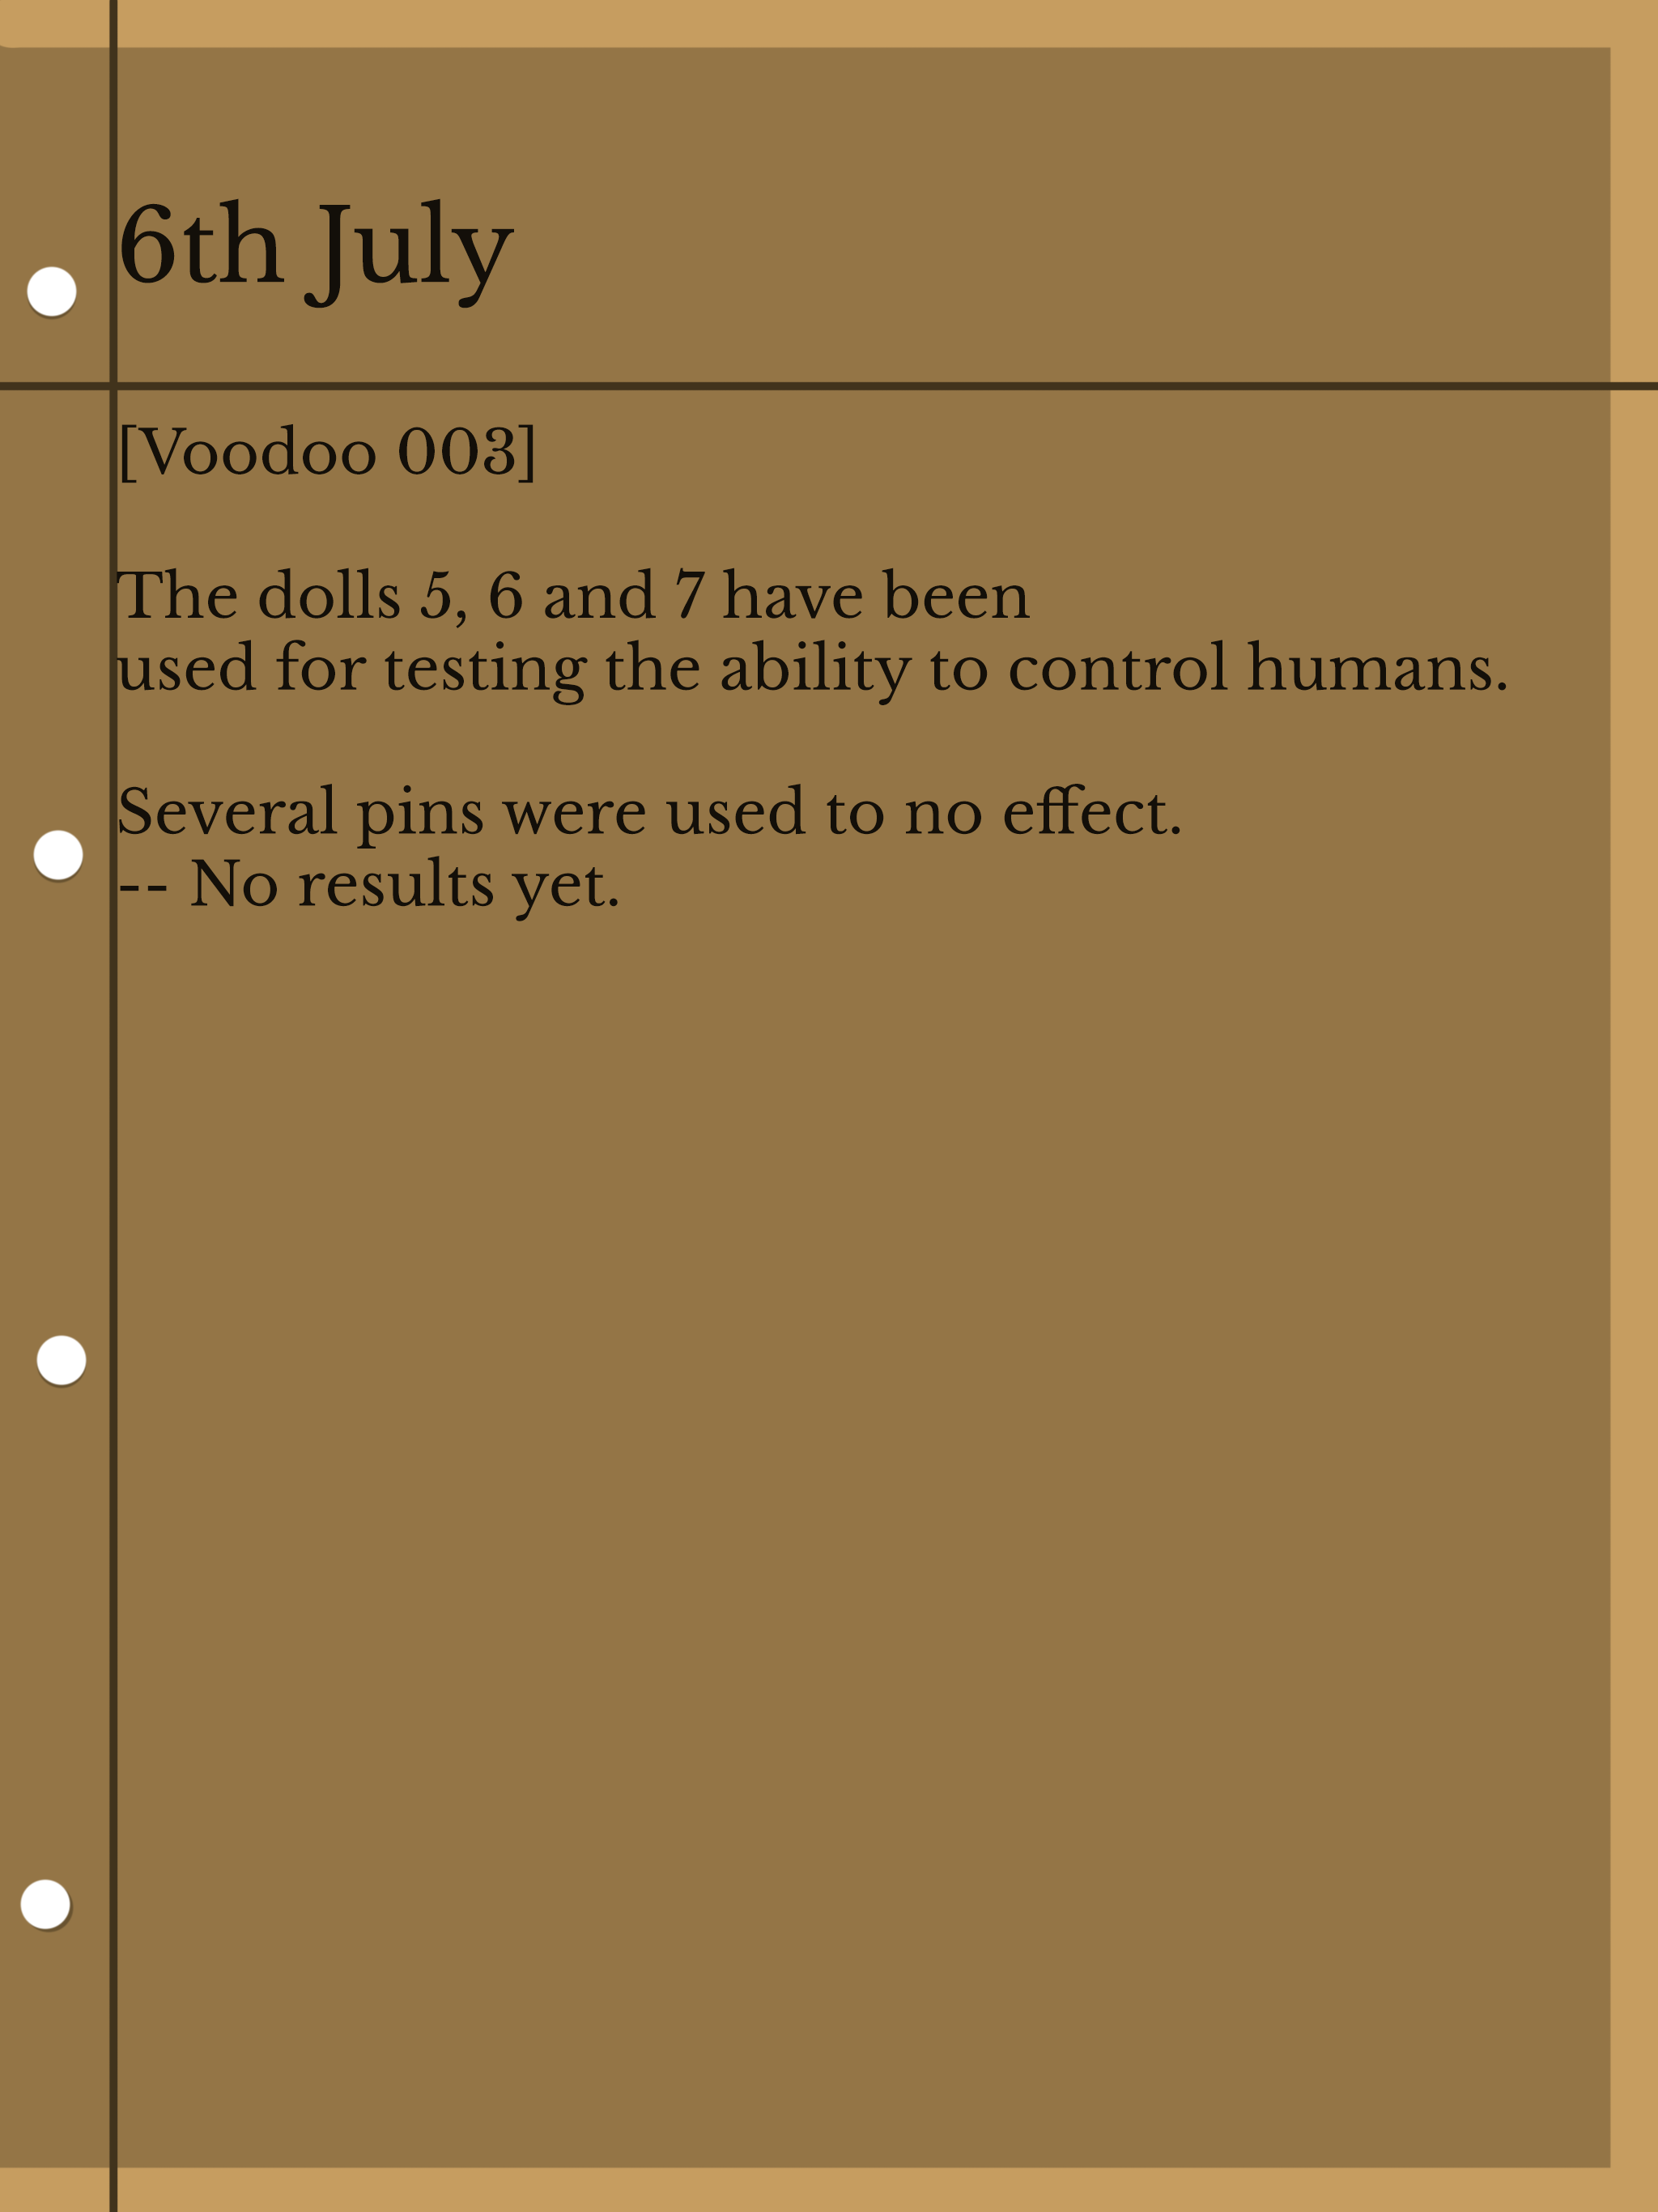 6th July
[Voodoo 003]
The dolls 5, 6 and 7 have been
used for testing the ability to control humans.
Several pins were used to no effect.
-- No results yet.